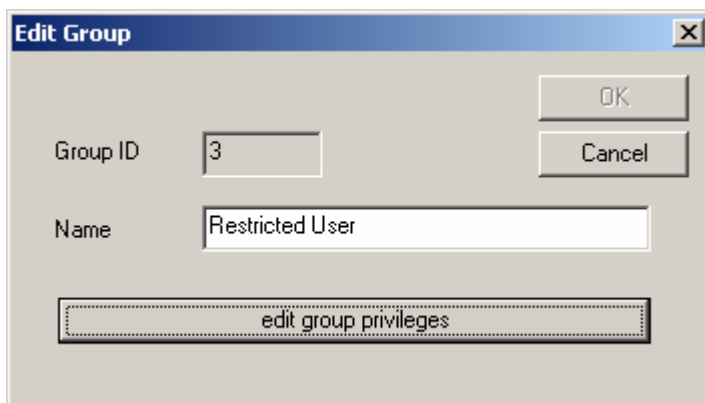 Edit Group
OK
Group ID 3
Cancel
Name Restricted User
edit group privileges